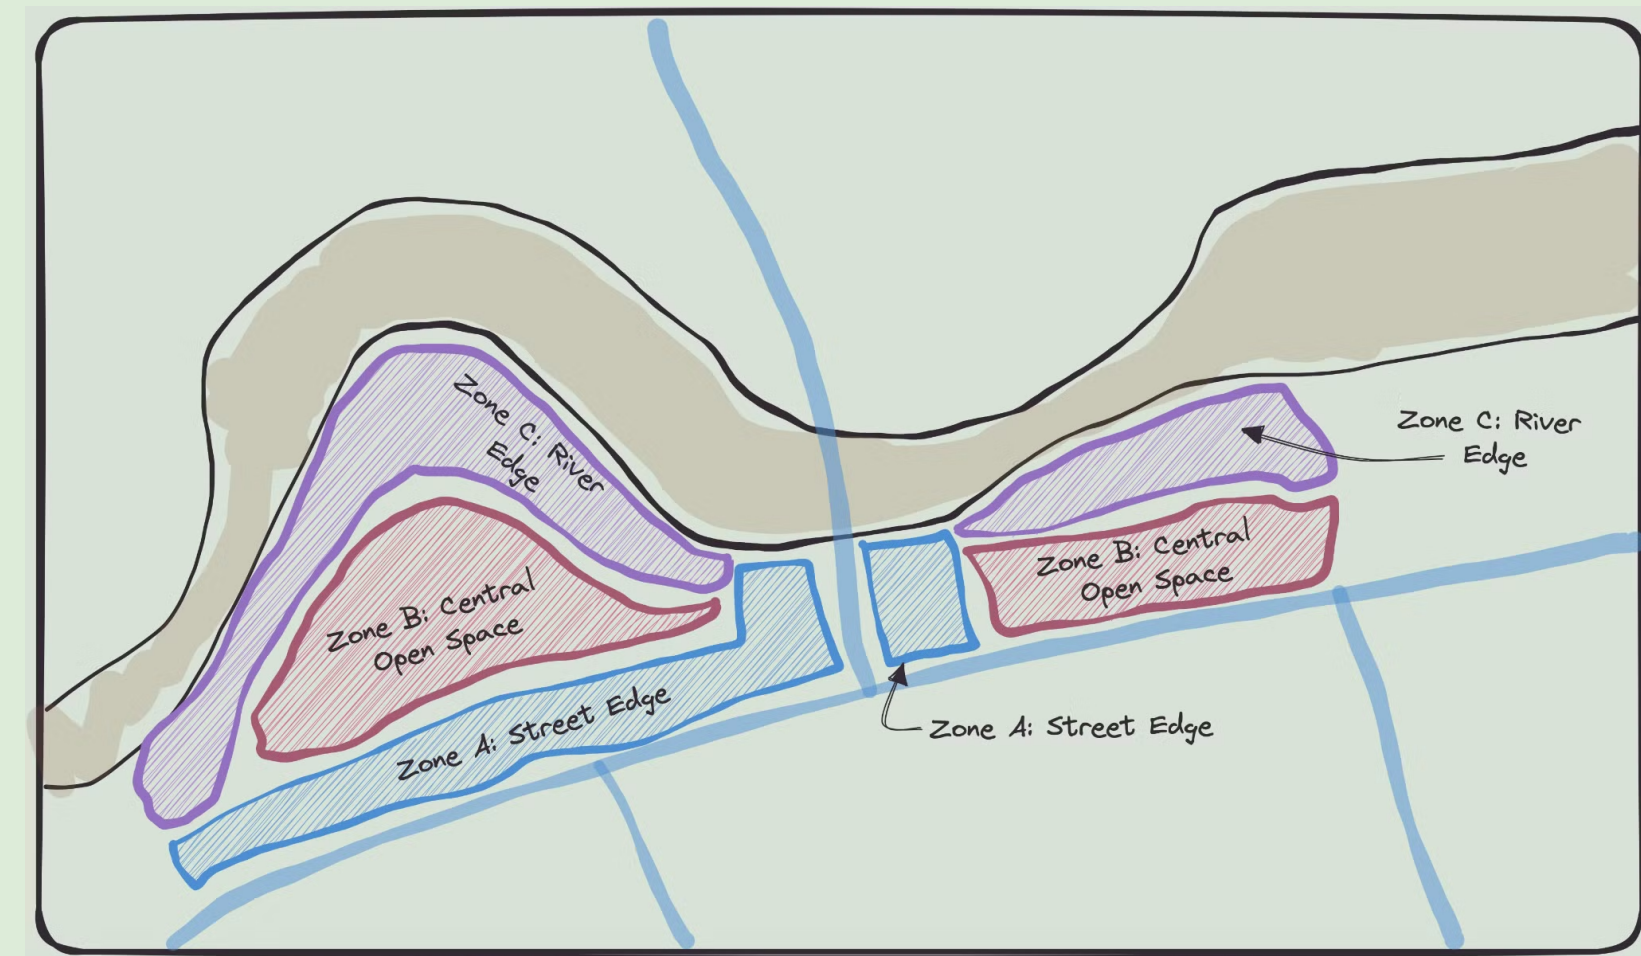 Zone C: River
Edge
Zone C: River
Edge
Zone B: Central
Open Space
Zone B: Central
Open Space
Zone A: Street Edge
Zone A: Street Edge